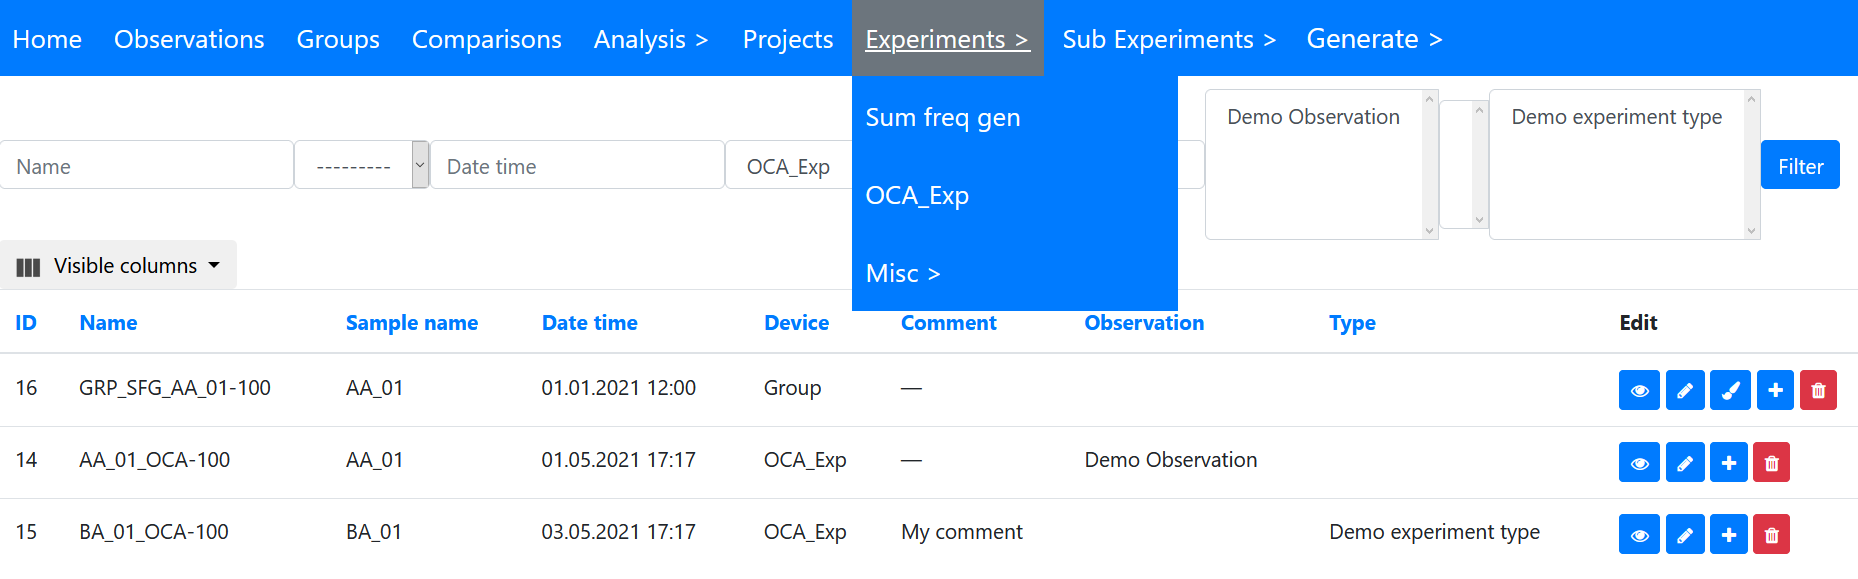 Home Observations Groups Comparisons Analysis > Projects Experiments > Sub Experiments > Generate >
Sum freq gen
OCA_Exp
Misc >
Name --------- Date time OCA_Exp Demo Observation Demo experiment type Filter
Visible columns
ID Name Sample name Date time Device Comment Observation Type Edit
16 GRP_SFG_AA_01-100 AA_01 01.01.2021 12:00 Group —
14 AA_01_OCA-100 AA_01 01.05.2021 17:17 OCA_Exp — Demo Observation
15 BA_01_OCA-100 BA_01 03.05.2021 17:17 OCA_Exp My comment Demo experiment type